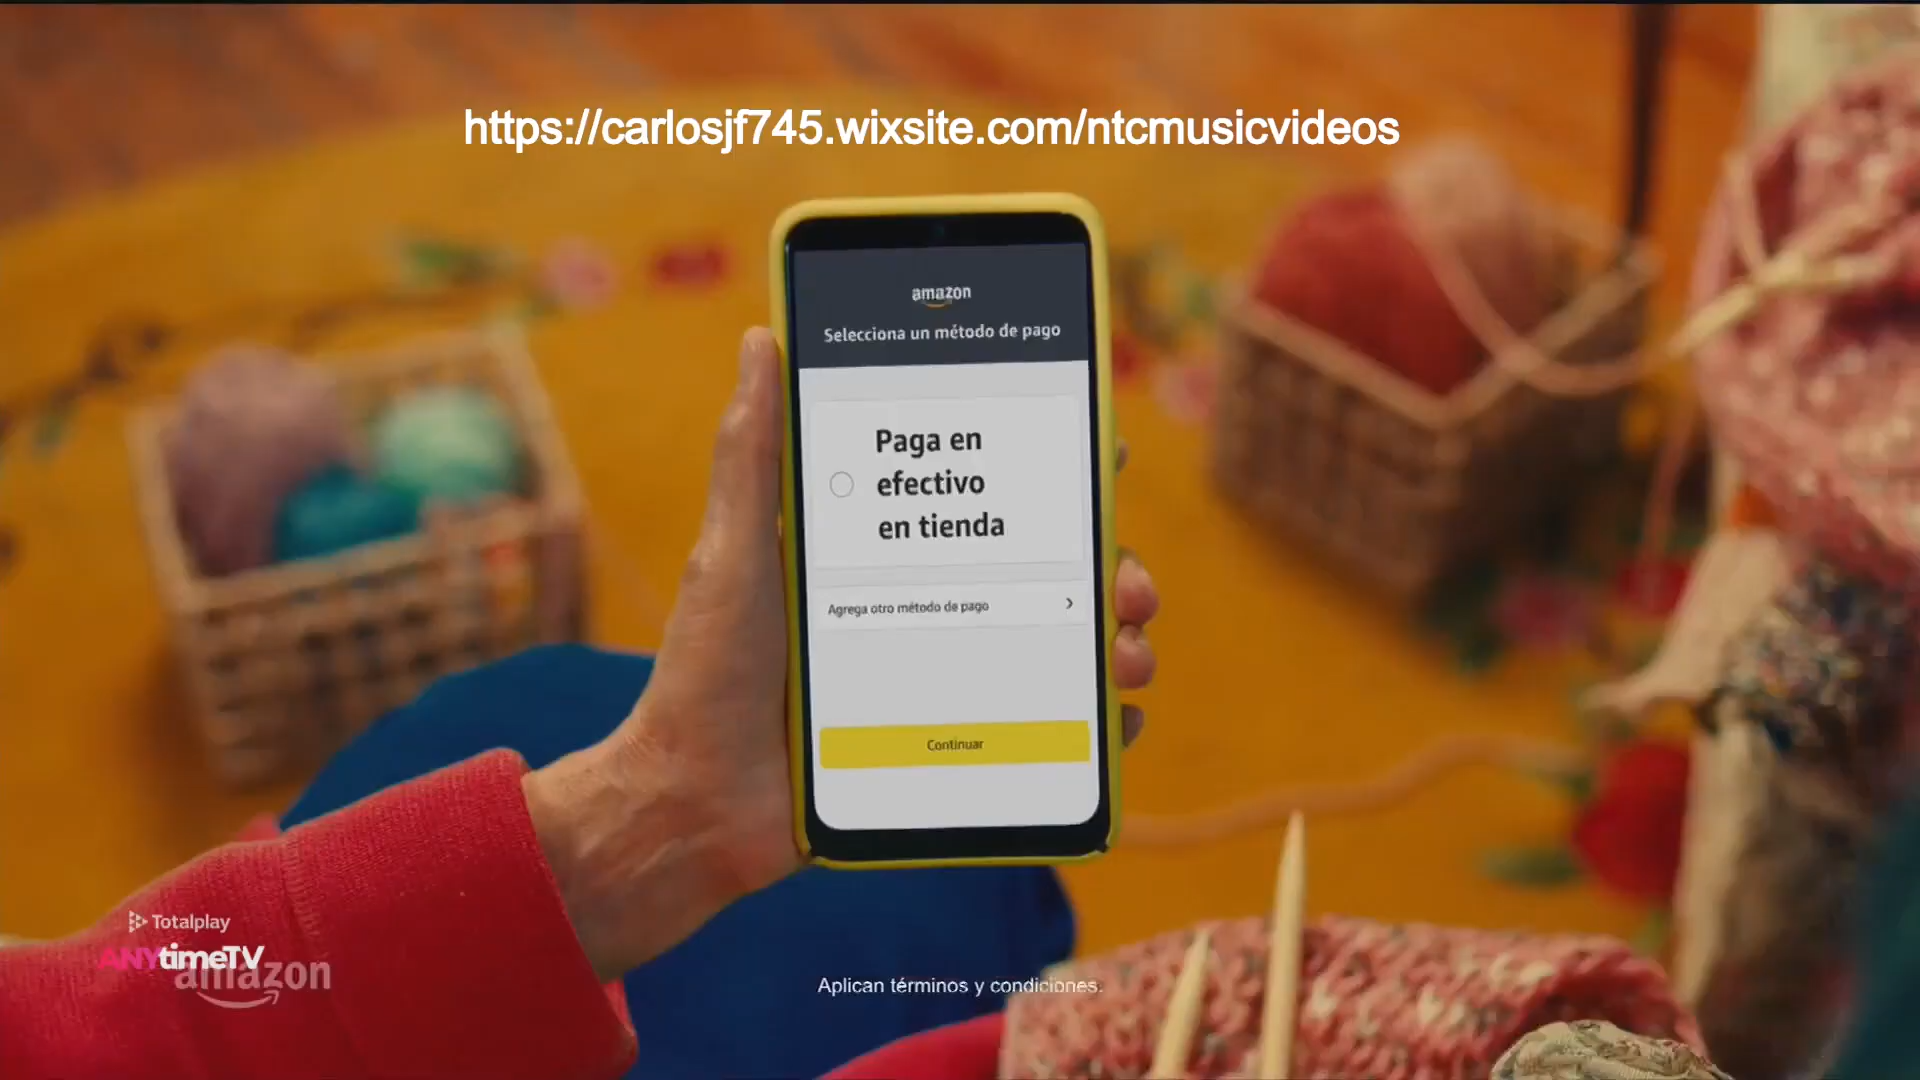 https://carlosjf745.wixsite.com/ntcmusicvideos
amazon
Selecciona un método de pago
Paga en
efectivo
en tienda
Agrega otro método de pago
Continuar
Totalplay
ANYtimeTV
amazon
Aplican términos y condiciones.